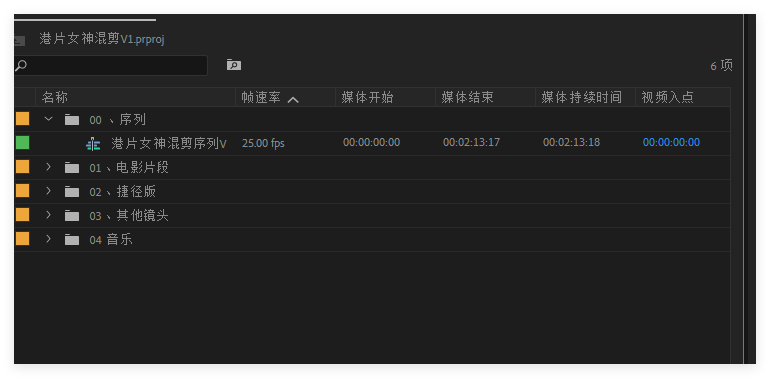 港片女神混剪V1.prproj
6 项
名称 帧速率 媒体开始 媒体结束 媒体持续时间 视频入点
00 、序列
港片女神混剪序列V 25.00 fps 00:00:00:00 00:02:13:17 00:02:13:18 00:00:00:00
01、电影片段
02、捷径版
03、其他镜头
04 音乐